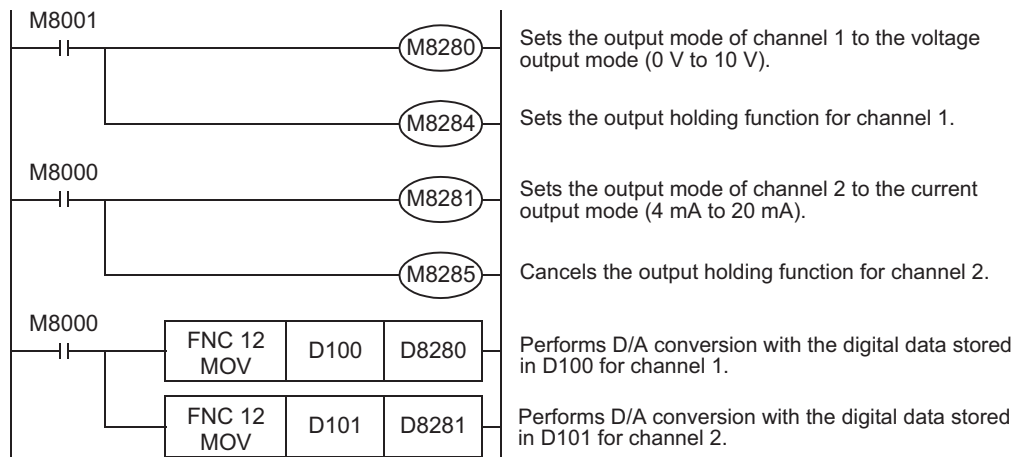 M8001
M8280
Sets the output mode of channel 1 to the voltage
output mode (0 V to 10 V).
M8284
Sets the output holding function for channel 1.
M8000
M8281
Sets the output mode of channel 2 to the current
output mode (4 mA to 20 mA).
M8285
Cancels the output holding function for channel 2.
M8000
FNC 12
MOV
D100
D8280
Performs D/A conversion with the digital data stored
in D100 for channel 1.
FNC 12
MOV
D101
D8281
Performs D/A conversion with the digital data stored
in D101 for channel 2.